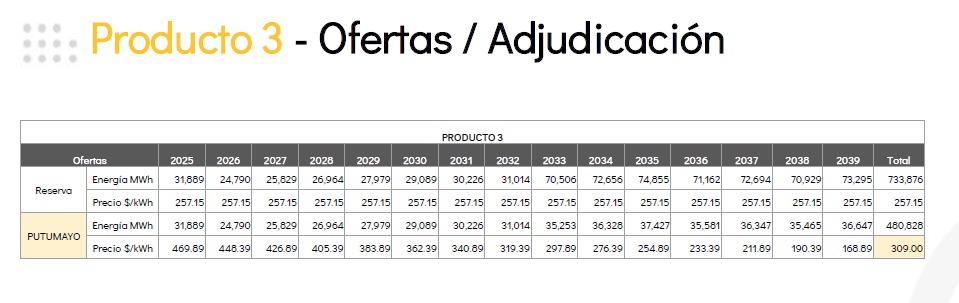 Producto 3 - Ofertas / Adjudicación
PRODUCTO 3
Ofertas 2025 2026 2027 2028 2029 2030 2031 2032 2033 2034 2035 2036 2037 2038 2039 Total
Reserva Energía MWh 31,889 24,790 25,829 26,964 27,979 29,089 30,226 31,014 70,506 72,656 74,855 71,162 72,694 70,929 73,295 733,876
Precio $/kWh 257.15 257.15 257.15 257.15 257.15 257.15 257.15 257.15 257.15 257.15 257.15 257.15 257.15 257.15 257.15 257.15
PUTUMAYO Energía MWh 31,889 24,790 25,829 26,964 27,979 29,089 30,226 31,014 35,253 36,328 37,427 35,581 36,347 35,465 36,647 480,828
Precio $/kWh 469.89 448.39 426.89 405.39 383.89 362.39 340.89 319.39 297.89 276.39 254.89 233.39 211.89 190.39 168.89 309.00